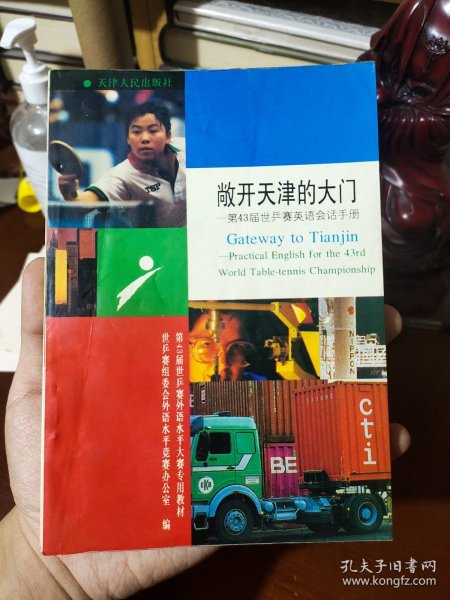 ● 天津人民出版社
TSP
敞开天津的大门
—第43届世乒赛英语会话手册
Gateway to Tianjin
—Practical English for the 43rd
World Table-tennis Championship
第43届世乒赛外语水平大赛专用教材
世乒赛组委会外语水平竞赛办公室 编
NIPPON
cti
BE
EKB
孔夫子旧书网
www.kongfz.com